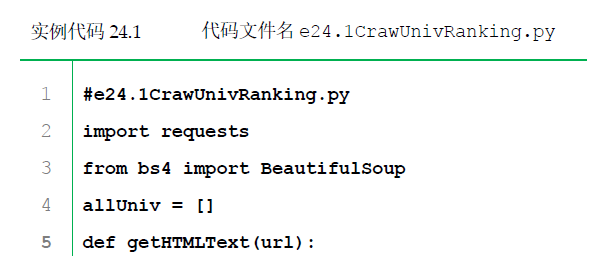 实例代码 24.1 代码文件名 e24.1CrawUnivRanking.py
1 #e24.1CrawUnivRanking.py
2 import requests
3 from bs4 import BeautifulSoup
4 allUniv = []
5 def getHTMLText(url):